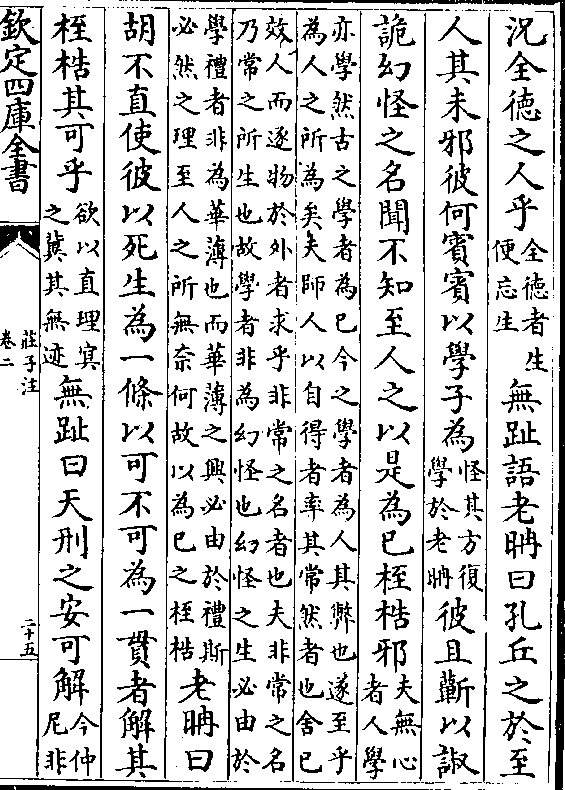 況全徳之人乎全徳者生便忘生無趾語老聃曰孔丘之於至
人其未邪彼何賓賓以學子為怪其方復學於老聃彼且蘄以諔
詭幻怪之名聞不知至人之以是為已桎梏邪夫無心者人學
亦學然古之學者為已今之學者為人其弊也遂至乎
為人之所為矣夫師人以自得者率其常然者也舍已
效人而逐物於外者求乎非常之名者也夫非常之名
乃常之所生也故學者非為幻怪也幻怪之生必由於
學禮者非為華薄也而華薄之興必由於禮斯
必然之理至人之所無奈何故以為已之桎梏老聃曰
胡不直使彼以死生為一條以可不可為一貫者解其
桎梏其可乎欲以直理冥之冀其無迹無趾曰天刑之安可解今仲尼非
欽定四庫全書
莊子注
卷二
二十五